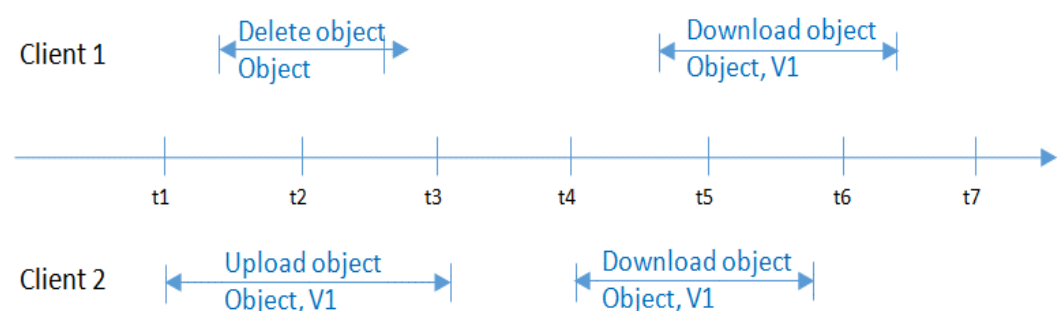 Client 1
Delete object
Object
Download object
Object, V1
t1 t2 t3 t4 t5 t6 t7
Client 2
Upload object
Object, V1
Download object
Object, V1